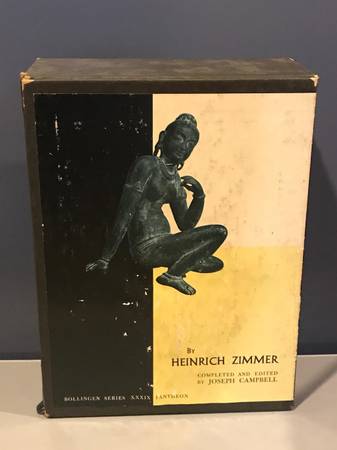 By
HEINRICH ZIMMER
COMPLETED AND EDITED
BY JOSEPH CAMPBELL
BOLLINGEN SERIES XXXIX PANTHEON